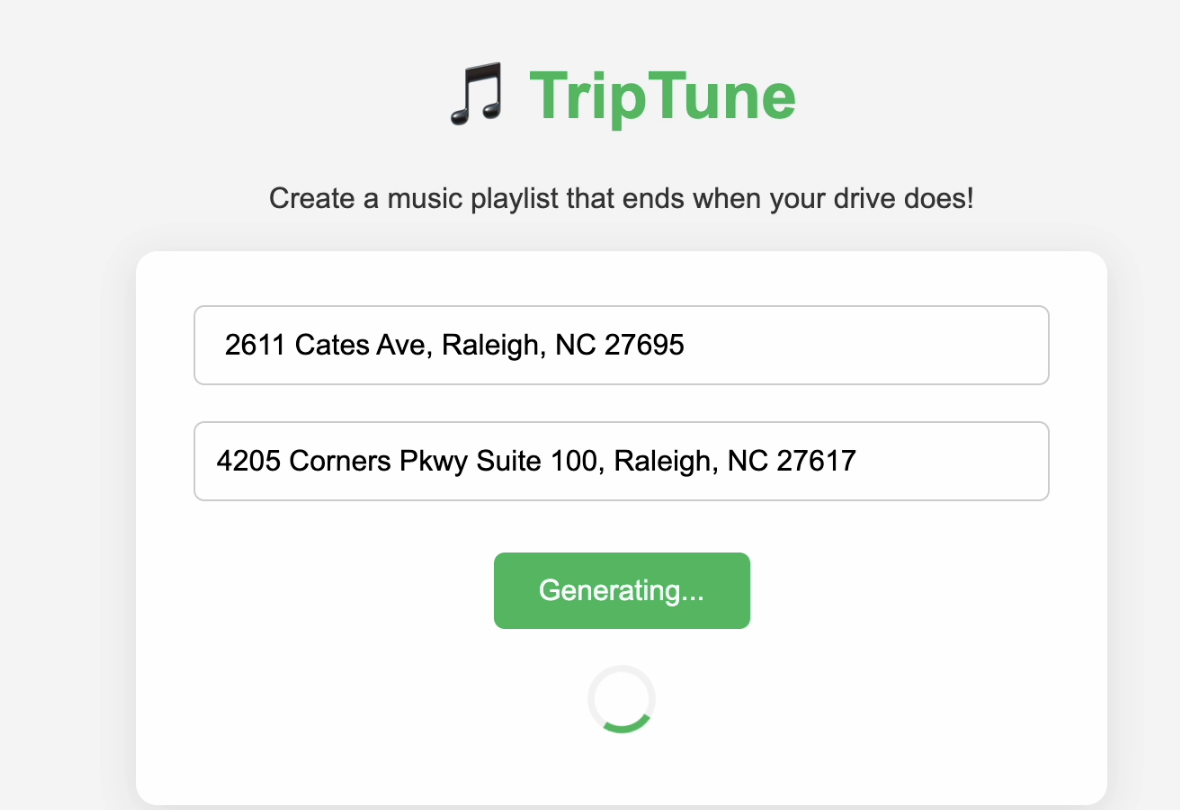 TripTune
Create a music playlist that ends when your drive does!
2611 Cates Ave, Raleigh, NC 27695
4205 Corners Pkwy Suite 100, Raleigh, NC 27617
Generating...